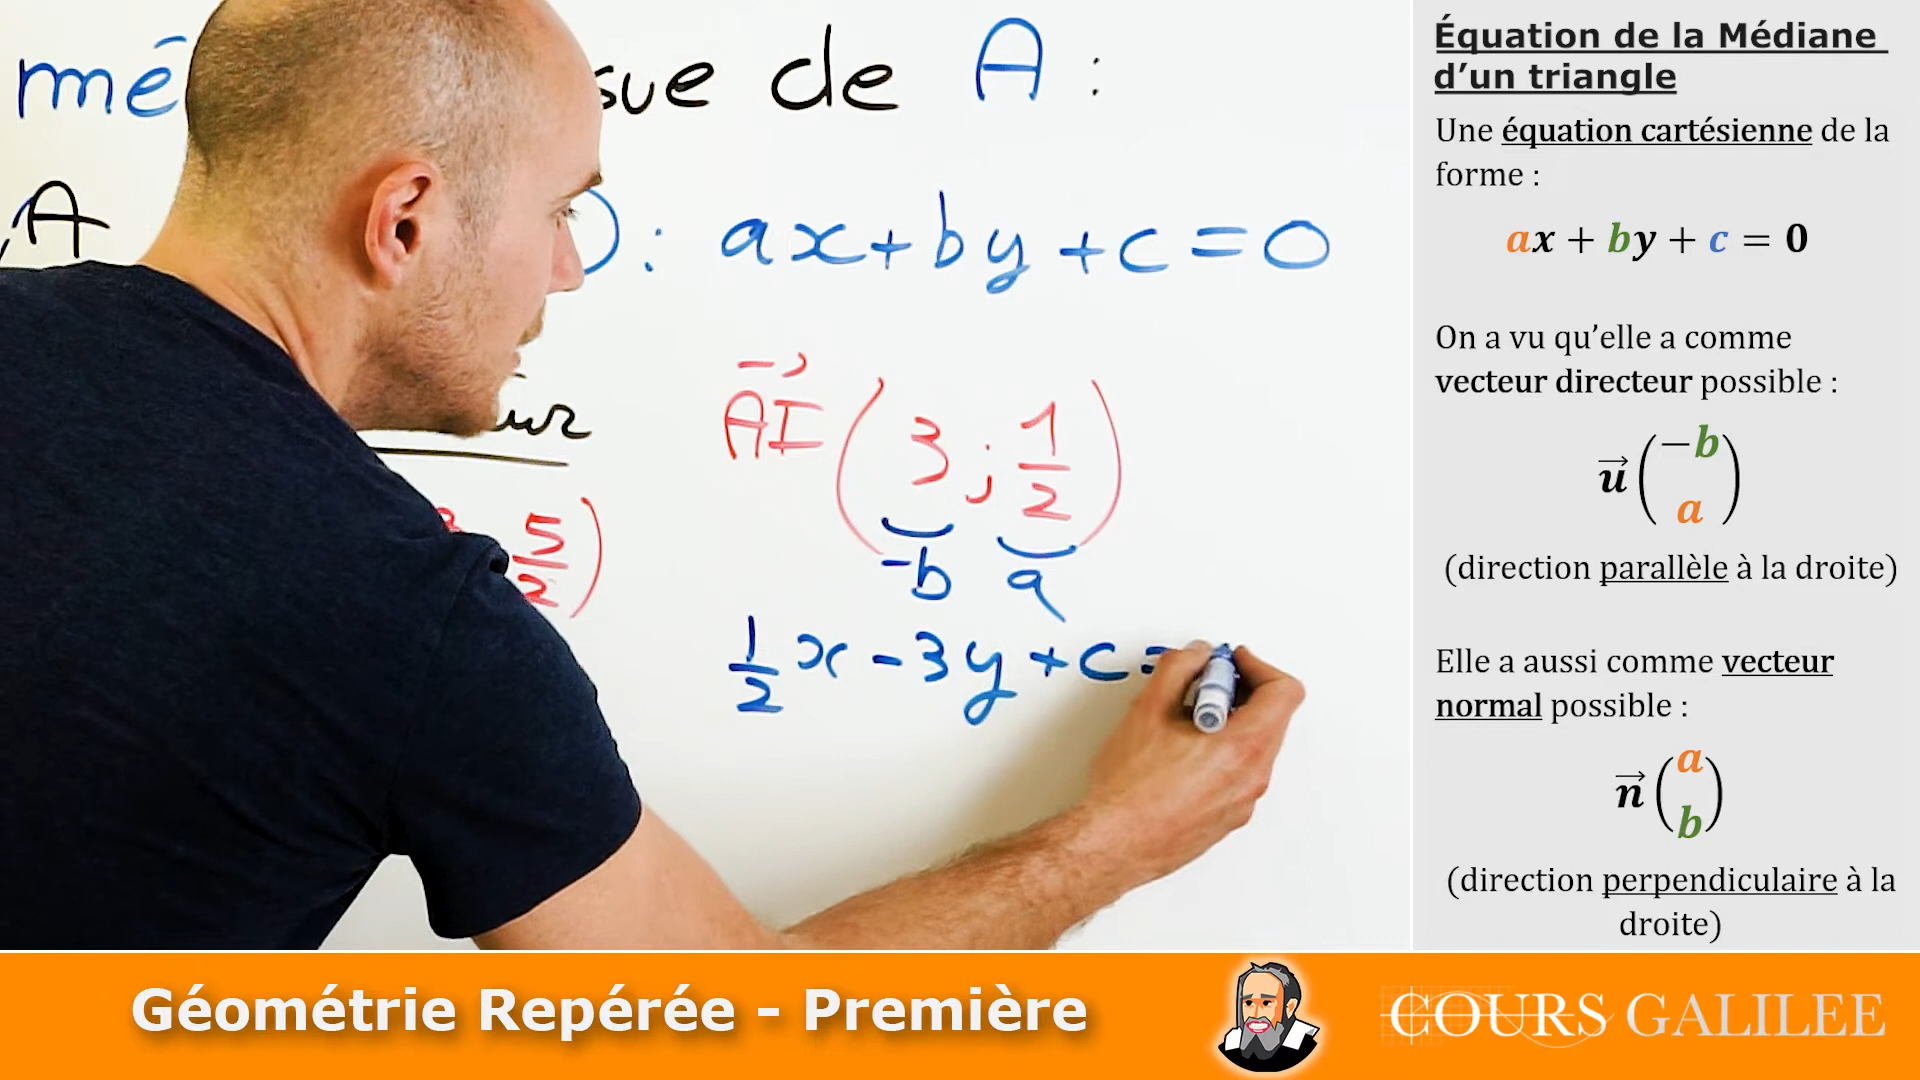 mé sue de A :
A ) : ax + by + c = 0
AI ( 3 ; 1/2 )
5/2 )
-b a
1/2 x - 3y + c =
Équation de la Médiane
d’un triangle
Une équation cartésienne de la
forme :
ax + by + c = 0
On a vu qu’elle a comme
vecteur directeur possible :
u (-b
a)
(direction parallèle à la droite)
Elle a aussi comme vecteur
normal possible :
n (a
b)
(direction perpendiculaire à la
droite)
Géométrie Repérée - Première
COURS GALILEE